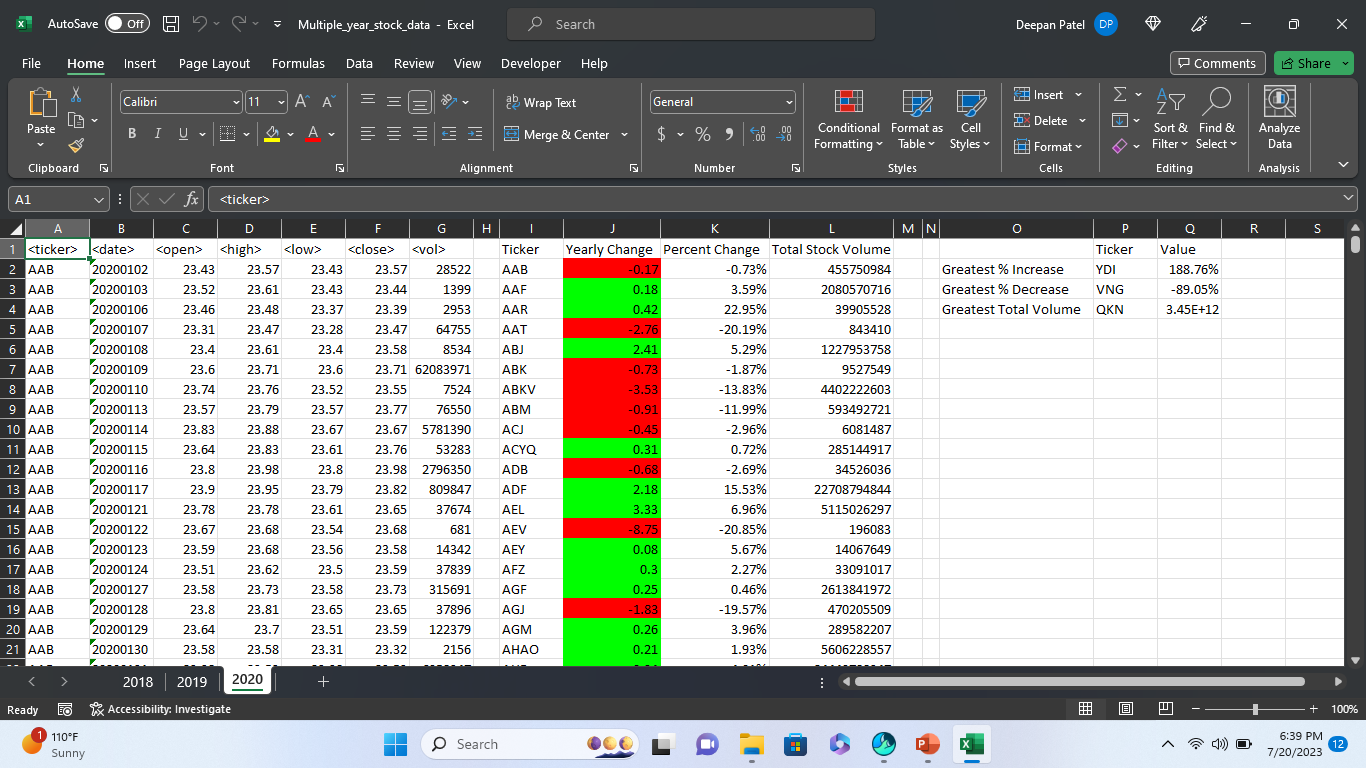 AutoSave Off Multiple_year_stock_data - Excel Search Deepan Patel DP
File Home Insert Page Layout Formulas Data Review View Developer Help Comments Share
Calibri 11 Wrap Text General Insert
Paste B I U Merge & Center $ % Conditional Formatting Format as Table Cell Styles Delete Format Sort & Filter Find & Select Analyze Data
Clipboard Font Alignment Number Styles Cells Editing Analysis
A1 fx <ticker>
A B C D E F G H I J K L M N O P Q R S
1 <ticker> <date> <open> <high> <low> <close> <vol> Ticker Yearly Change Percent Change Total Stock Volume Ticker Value
2 AAB 20200102 23.43 23.57 23.43 23.57 28522 AAB -0.17 -0.73% 455750984 Greatest % Increase YDI 188.76%
3 AAB 20200103 23.52 23.61 23.43 23.44 1399 AAF 0.18 3.59% 2080570716 Greatest % Decrease VNG -89.05%
4 AAB 20200106 23.46 23.48 23.37 23.39 2953 AAR 0.42 22.95% 39905528 Greatest Total Volume QKN 3.45E+12
5 AAB 20200107 23.31 23.47 23.28 23.47 64755 AAT -2.76 -20.19% 843410
6 AAB 20200108 23.4 23.61 23.4 23.58 8534 ABJ 2.41 5.29% 1227953758
7 AAB 20200109 23.6 23.71 23.6 23.71 62083971 ABK -0.73 -1.87% 9527549
8 AAB 20200110 23.74 23.76 23.52 23.55 7524 ABKV -3.53 -13.83% 4402222603
9 AAB 20200113 23.57 23.79 23.57 23.77 76550 ABM -0.91 -11.99% 593492721
10 AAB 20200114 23.83 23.88 23.67 23.67 5781390 ACJ -0.45 -2.96% 6081487
11 AAB 20200115 23.64 23.83 23.61 23.76 53283 ACYQ 0.31 0.72% 285144917
12 AAB 20200116 23.8 23.98 23.8 23.98 2796350 ADB -0.68 -2.69% 34526036
13 AAB 20200117 23.9 23.95 23.79 23.82 809847 ADF 2.18 15.53% 22708794844
14 AAB 20200121 23.78 23.78 23.61 23.65 37674 AEL 3.33 6.96% 5115026297
15 AAB 20200122 23.67 23.68 23.54 23.68 681 AEV -8.75 -20.85% 196083
16 AAB 20200123 23.59 23.68 23.56 23.58 14342 AEY 0.08 5.67% 14067649
17 AAB 20200124 23.51 23.62 23.5 23.59 37839 AFZ 0.3 2.27% 33091017
18 AAB 20200127 23.58 23.73 23.58 23.73 315691 AGF 0.25 0.46% 2613841972
19 AAB 20200128 23.8 23.81 23.65 23.65 37896 AGJ -1.83 -19.57% 470205509
20 AAB 20200129 23.64 23.7 23.51 23.59 122379 AGM 0.26 3.96% 289582207
21 AAB 20200130 23.58 23.58 23.31 23.32 2156 AHAO 0.21 1.93% 5606228557
2018 2019 2020
Ready Accessibility: Investigate 100%
1 110°F
Sunny
Search
6:39 PM
7/20/2023 12